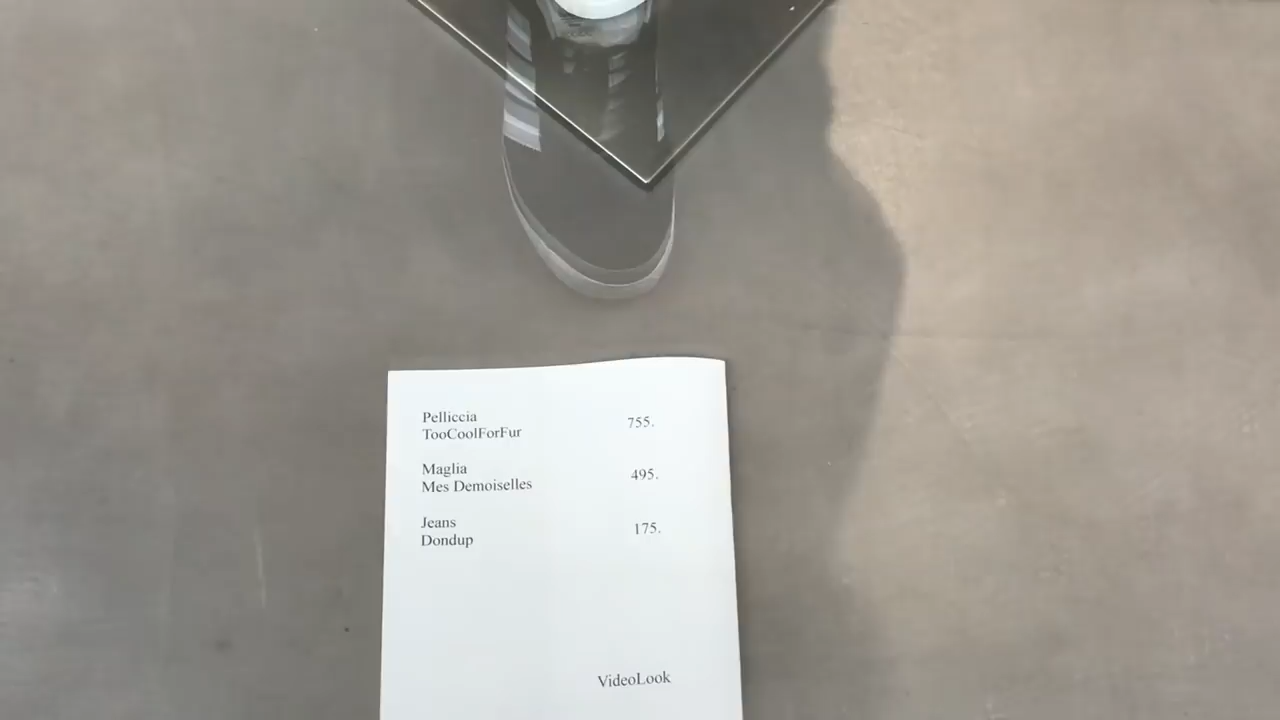 Pelliccia
TooCoolForFur 755.
Maglia
Mes Demoiselles 495.
Jeans
Dondup 175.
VideoLook